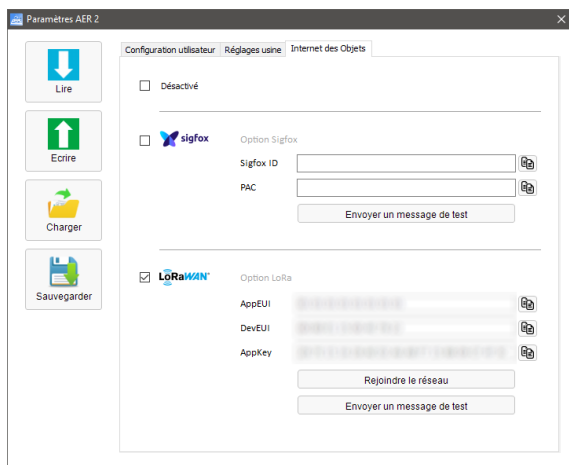 Paramètres AER 2
Configuration utilisateur Réglages usine Internet des Objets
Lire
Ecrire
Charger
Sauvegarder
Désactivé
sigfox Option Sigfox
Sigfox ID
PAC
Envoyer un message de test
LoRaWAN Option LoRa
AppEUI
DevEUI
AppKey
Rejoindre le réseau
Envoyer un message de test